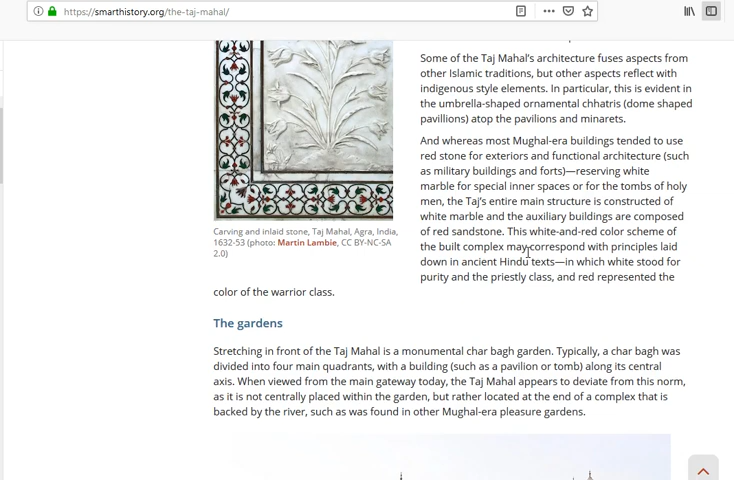 https://smarthistory.org/the-taj-mahal/
Some of the Taj Mahal's architecture fuses aspects from
other Islamic traditions, but other aspects reflect with
indigenous style elements. In particular, this is evident in
the umbrella-shaped ornamental chhatris (dome shaped
pavillions) atop the pavilions and minarets.
And whereas most Mughal-era buildings tended to use
red stone for exteriors and functional architecture (such
as military buildings and forts)—reserving white
marble for special inner spaces or for the tombs of holy
men, the Taj's entire main structure is constructed of
white marble and the auxiliary buildings are composed
of red sandstone. This white-and-red color scheme of
the built complex may correspond with principles laid
down in ancient Hindu texts—in which white stood for
purity and the priestly class, and red represented the
color of the warrior class.
Carving and inlaid stone, Taj Mahal, Agra, India,
1632-53 (photo: Martin Lambie, CC BY-NC-SA
2.0)
The gardens
Stretching in front of the Taj Mahal is a monumental char bagh garden. Typically, a char bagh was
divided into four main quadrants, with a building (such as a pavilion or tomb) along its central
axis. When viewed from the main gateway today, the Taj Mahal appears to deviate from this norm,
as it is not centrally placed within the garden, but rather located at the end of a complex that is
backed by the river, such as was found in other Mughal-era pleasure gardens.